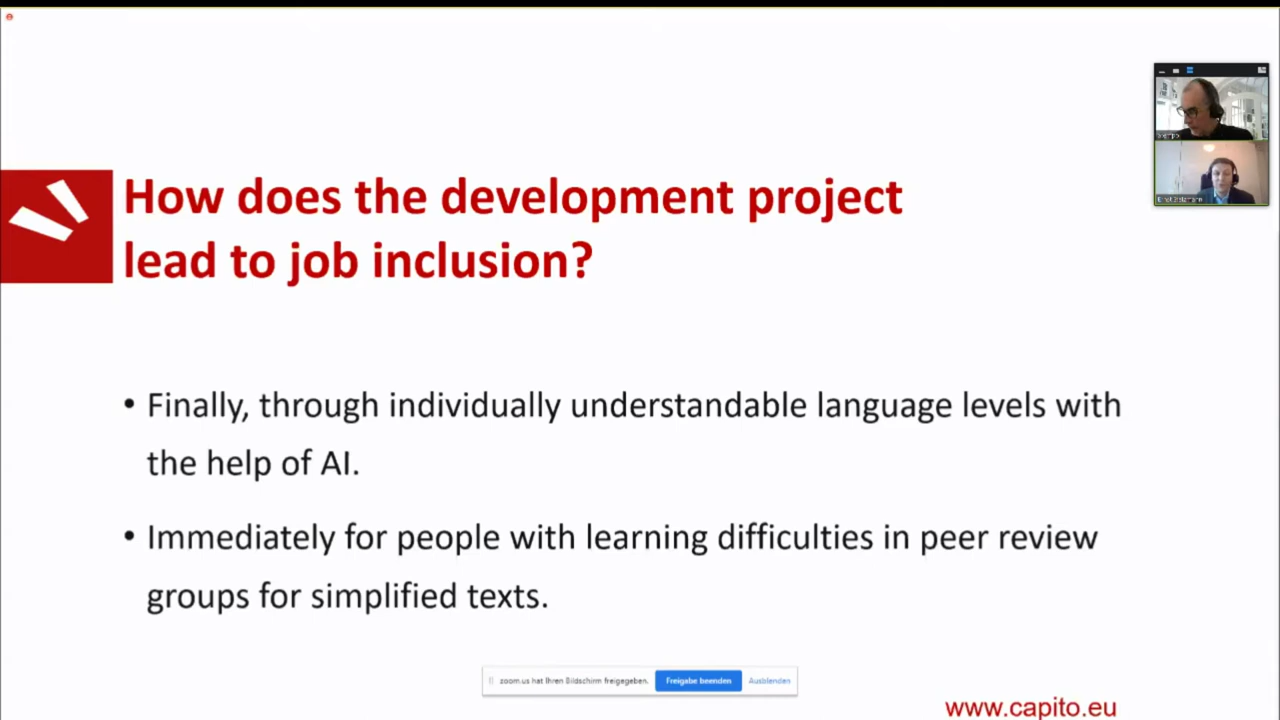 How does the development project
lead to job inclusion?
• Finally, through individually understandable language levels with
the help of AI.
• Immediately for people with learning difficulties in peer review
groups for simplified texts.
zoom.us hat Ihren Bildschirm freigegeben.
Freigabe beenden
Ausblenden
www.capito.eu